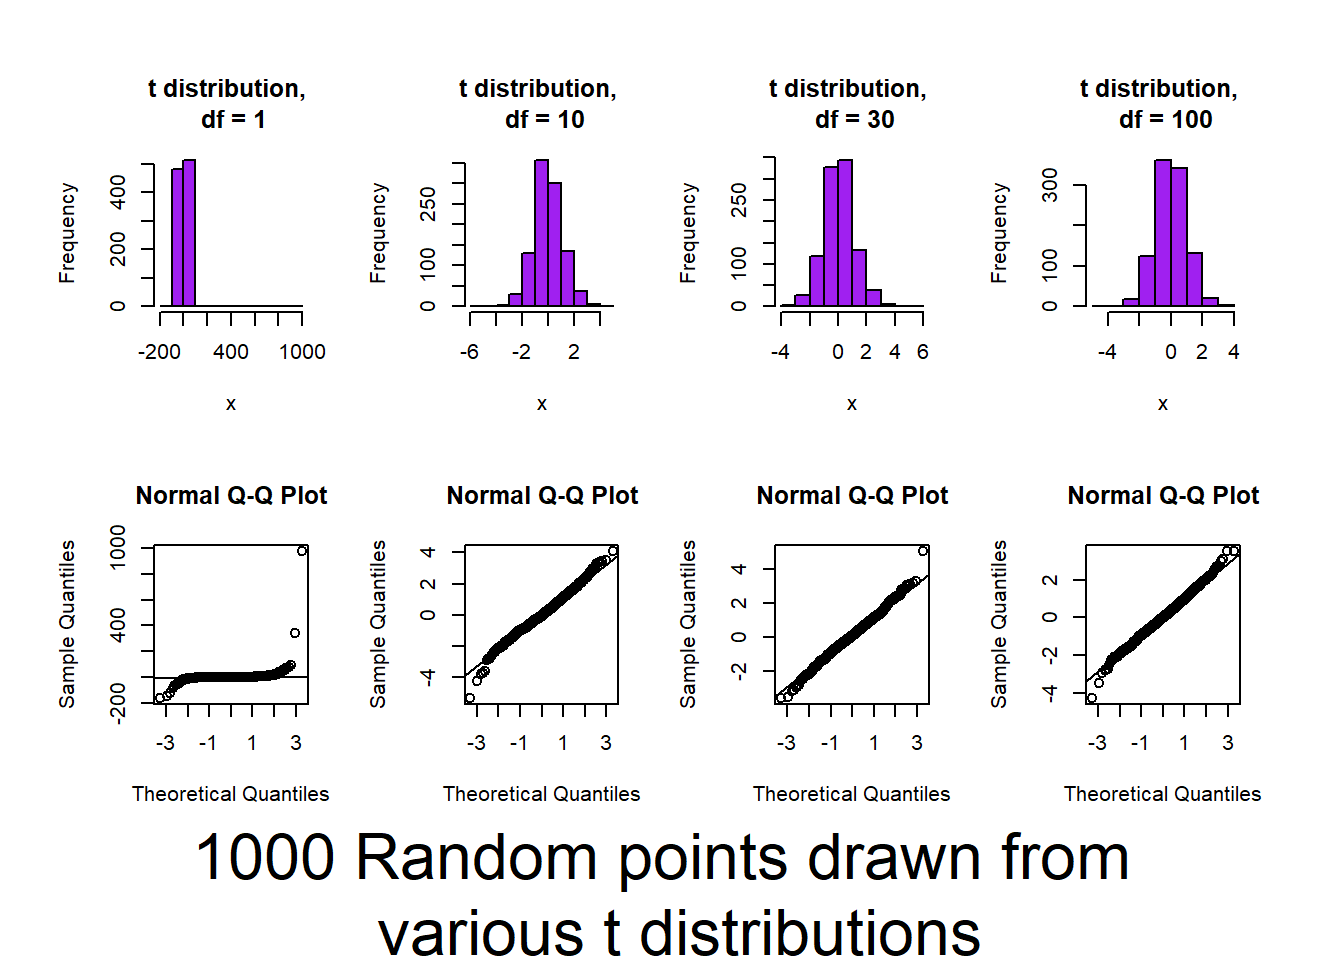 t distribution,
df = 1
t distribution,
df = 10
t distribution,
df = 30
t distribution,
df = 100
Frequency
0 200 400
-200 400 1000
x
Frequency
0 100 250
-6 -2 2
x
Frequency
0 100 250
-4 0 2 4 6
x
Frequency
0 100 300
-4 0 2 4
x
Normal Q-Q Plot
Normal Q-Q Plot
Normal Q-Q Plot
Normal Q-Q Plot
Sample Quantiles
-200 400 1000
-3 -1 1 3
Theoretical Quantiles
Sample Quantiles
-4 0 2 4
-3 -1 1 3
Theoretical Quantiles
Sample Quantiles
-2 0 2 4
-3 -1 1 3
Theoretical Quantiles
Sample Quantiles
-4 -2 0 2
-3 -1 1 3
Theoretical Quantiles
1000 Random points drawn from
various t distributions